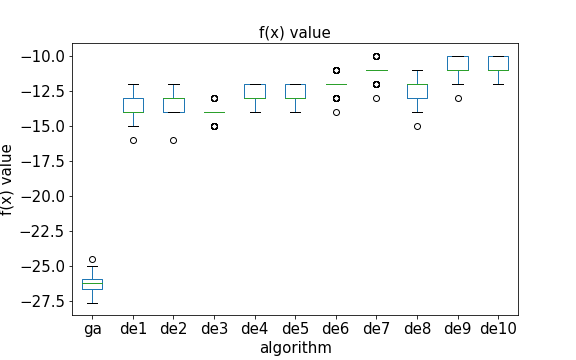 f(x) value
−10.0
−12.5
−15.0
−17.5
−20.0
−22.5
−25.0
−27.5
f(x) value
ga de1 de2 de3 de4 de5 de6 de7 de8 de9 de10
algorithm